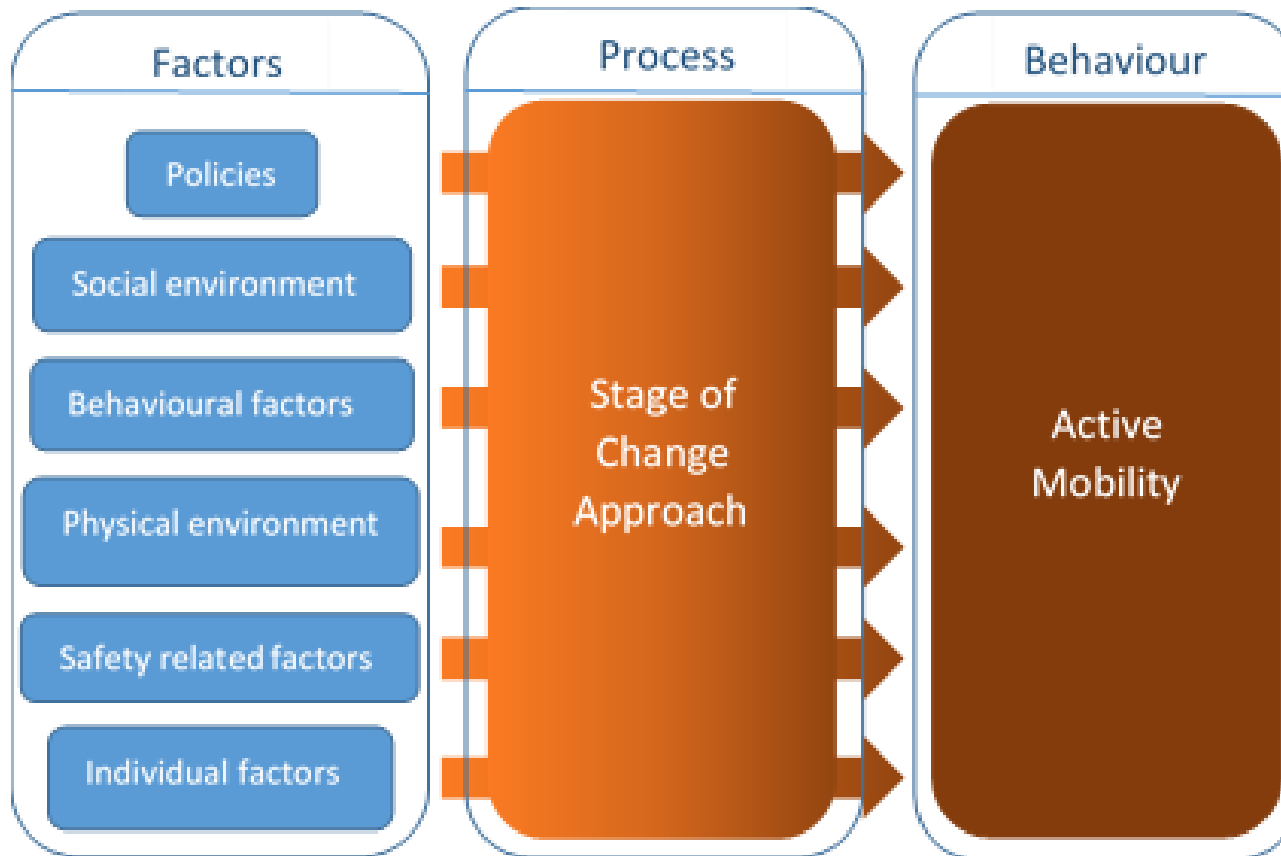 Factors
Policies
Social environment
Behavioural factors
Physical environment
Safety related factors
Individual factors
Process
Stage of
Change
Approach
Behaviour
Active
Mobility